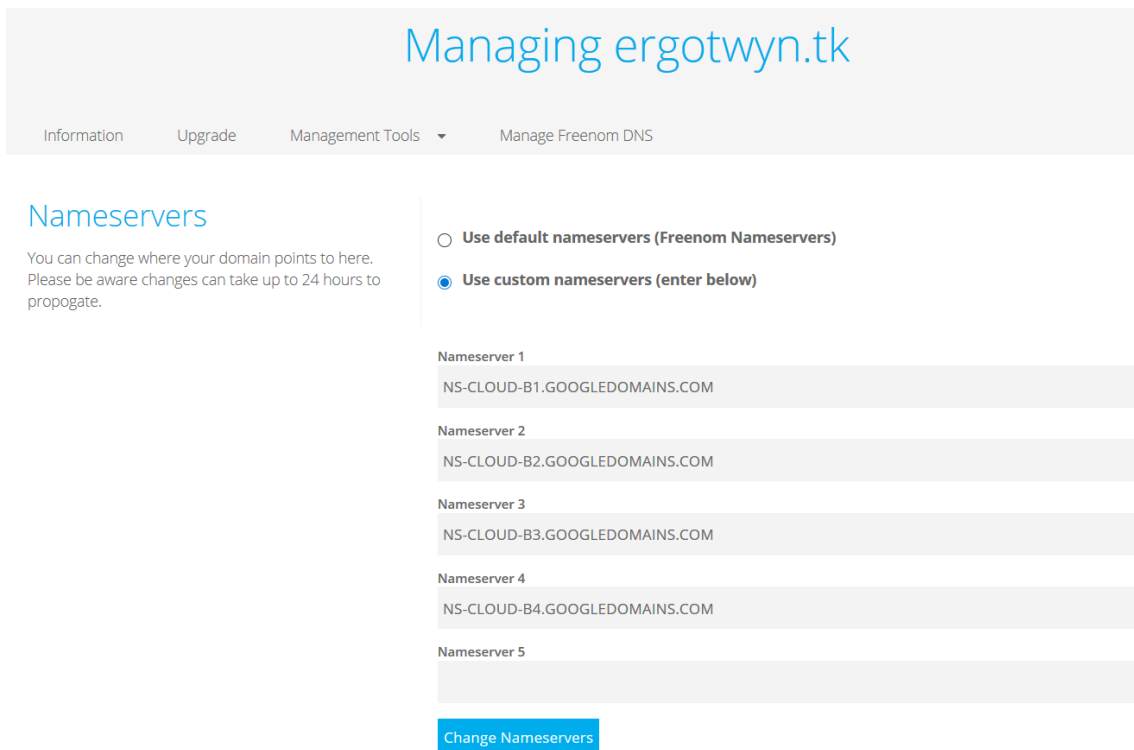 Managing ergotwyn.tk
Information Upgrade Management Tools Manage Freenom DNS
Nameservers
You can change where your domain points to here.
Please be aware changes can take up to 24 hours to
propogate.
Use default nameservers (Freenom Nameservers)
Use custom nameservers (enter below)
Nameserver 1
NS-CLOUD-B1.GOOGLEDOMAINS.COM
Nameserver 2
NS-CLOUD-B2.GOOGLEDOMAINS.COM
Nameserver 3
NS-CLOUD-B3.GOOGLEDOMAINS.COM
Nameserver 4
NS-CLOUD-B4.GOOGLEDOMAINS.COM
Nameserver 5
Change Nameservers